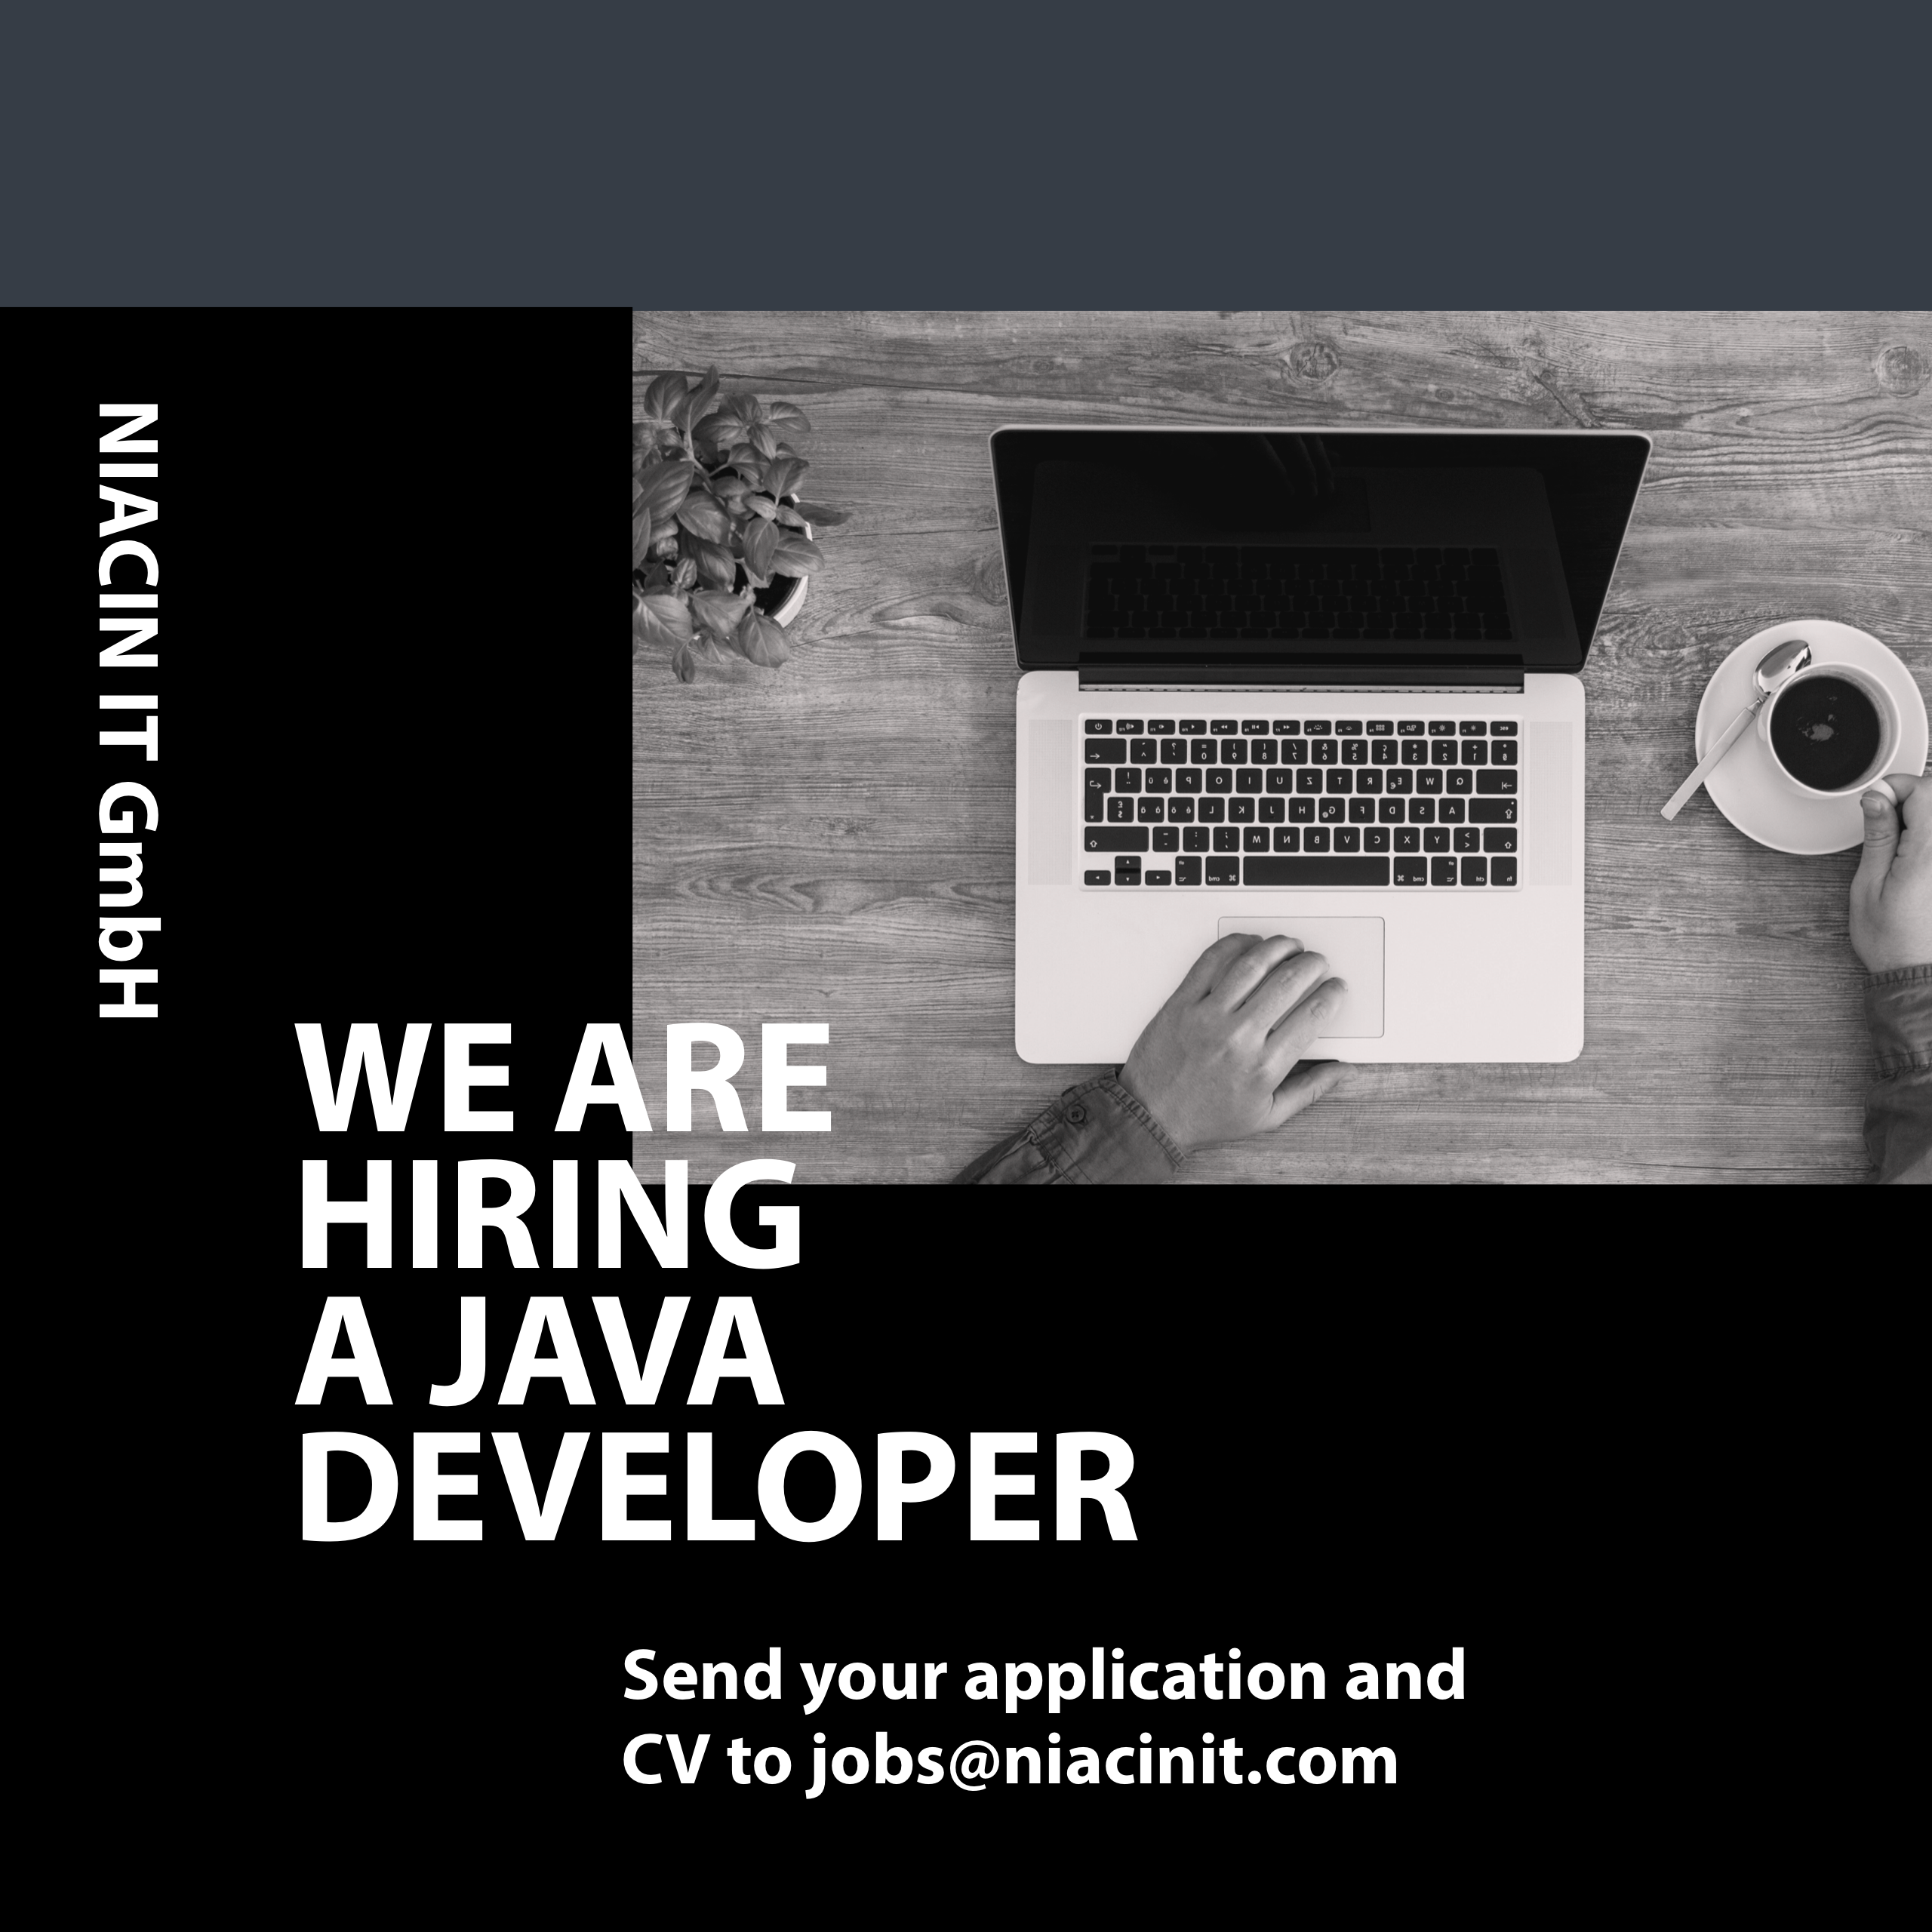 NIACIN IT GmbH
WE ARE
HIRING
A JAVA
DEVELOPER
Send your application and
CV to jobs@niacinit.com